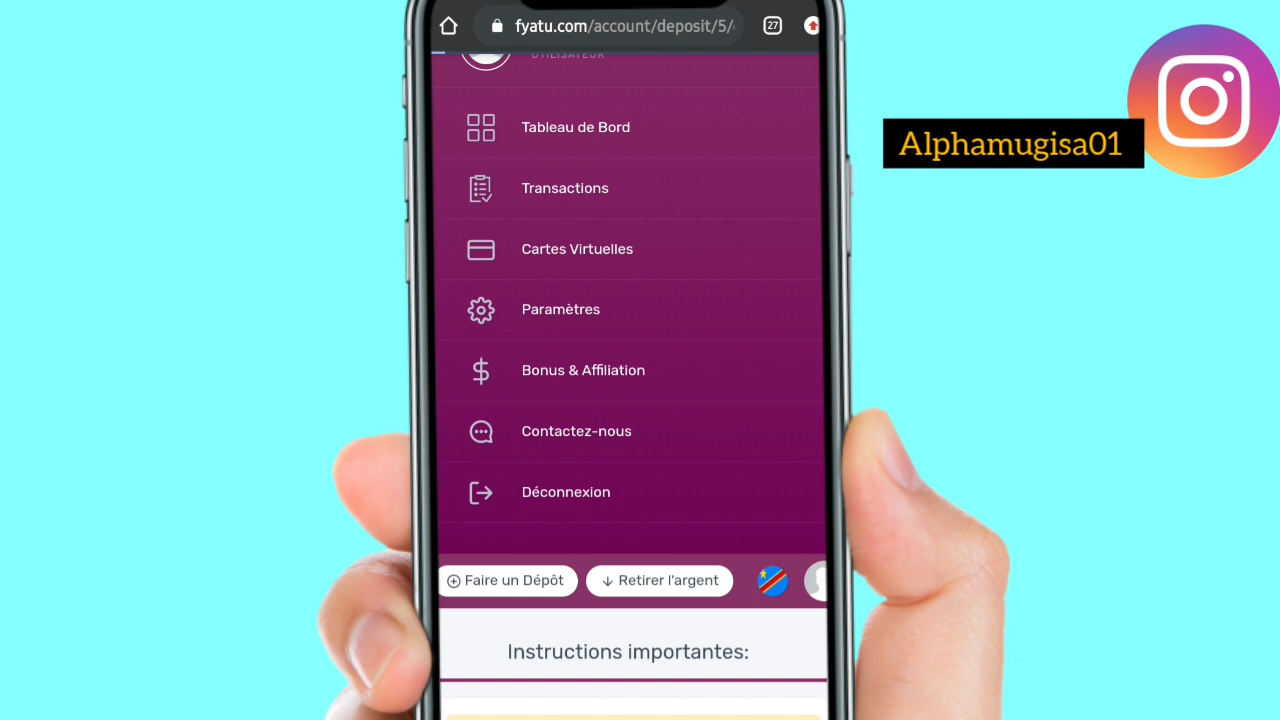 fyatu.com/account/deposit/5/
27
UTILISATEUR
Tableau de Bord
Transactions
Cartes Virtuelles
Paramètres
Bonus & Affiliation
Contactez-nous
Déconnexion
Faire un Dépôt
Retirer l'argent
Instructions importantes:
Alphamugisa01